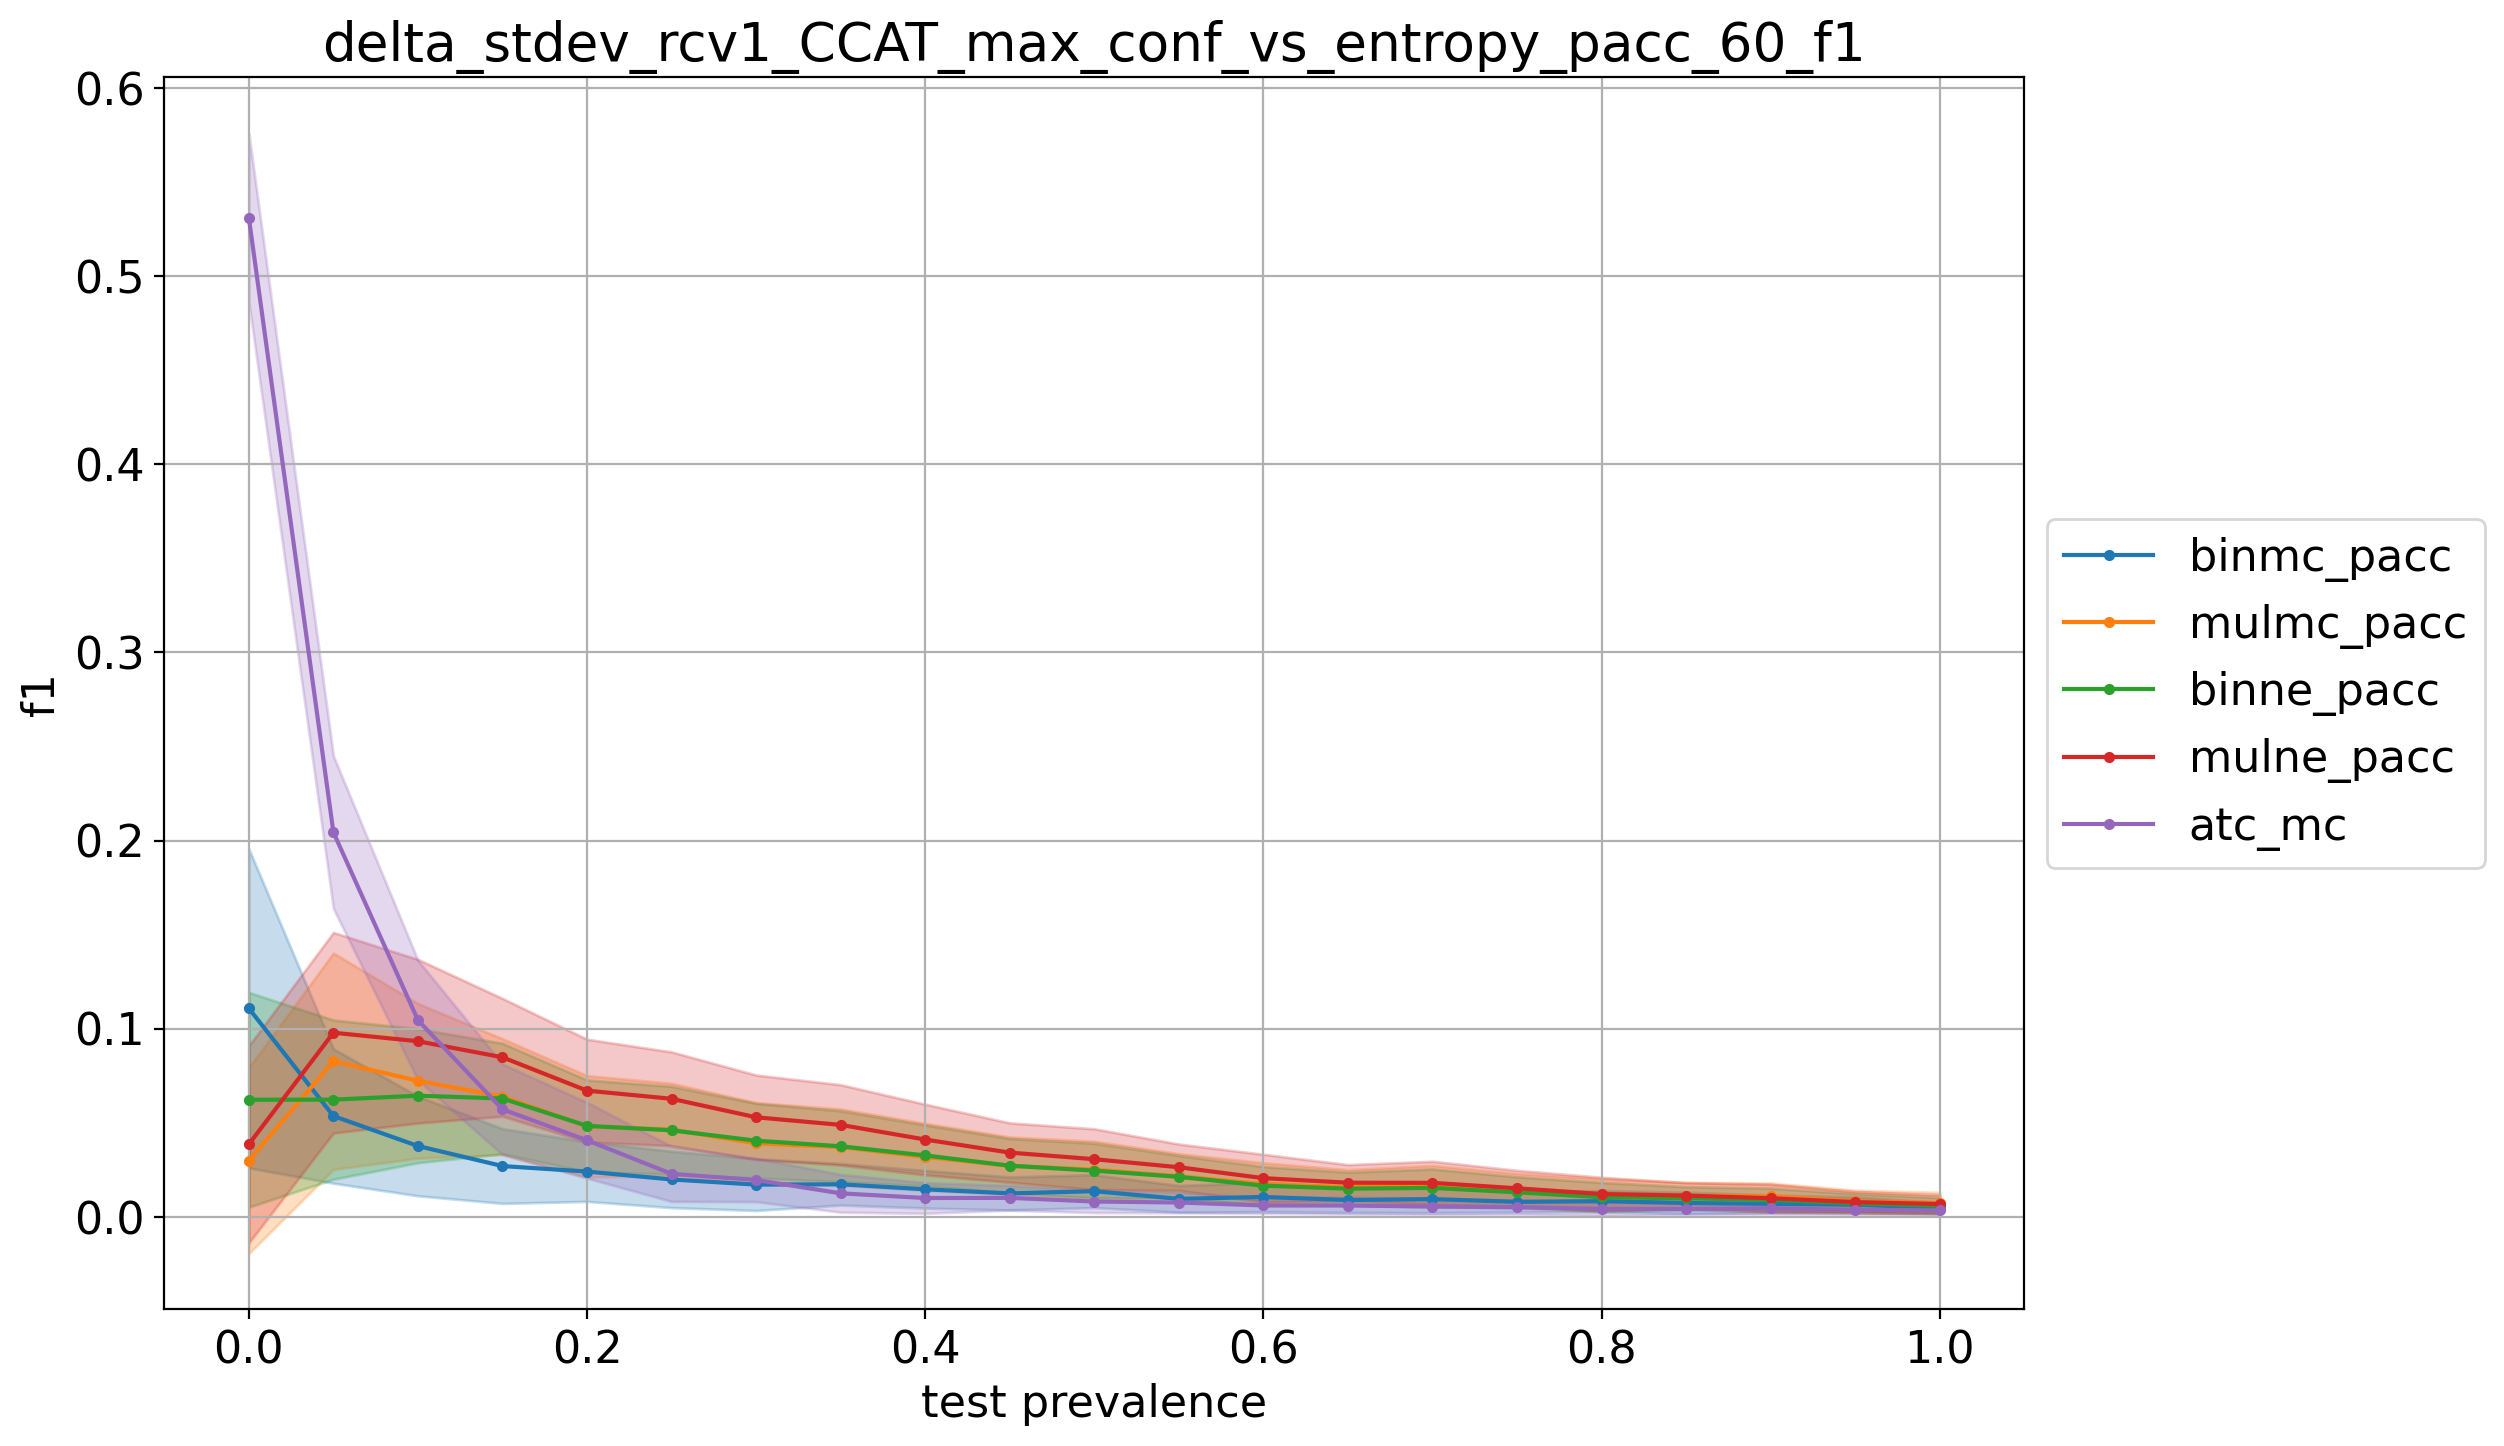 delta_stdev_rcv1_CCAT_max_conf_vs_entropy_pacc_60_f1
0.6
0.5
0.4
0.3
0.2
0.1
0.0
f1
0.0 0.2 0.4 0.6 0.8 1.0
test prevalence
binmc_pacc
mulmc_pacc
binne_pacc
mulne_pacc
atc_mc